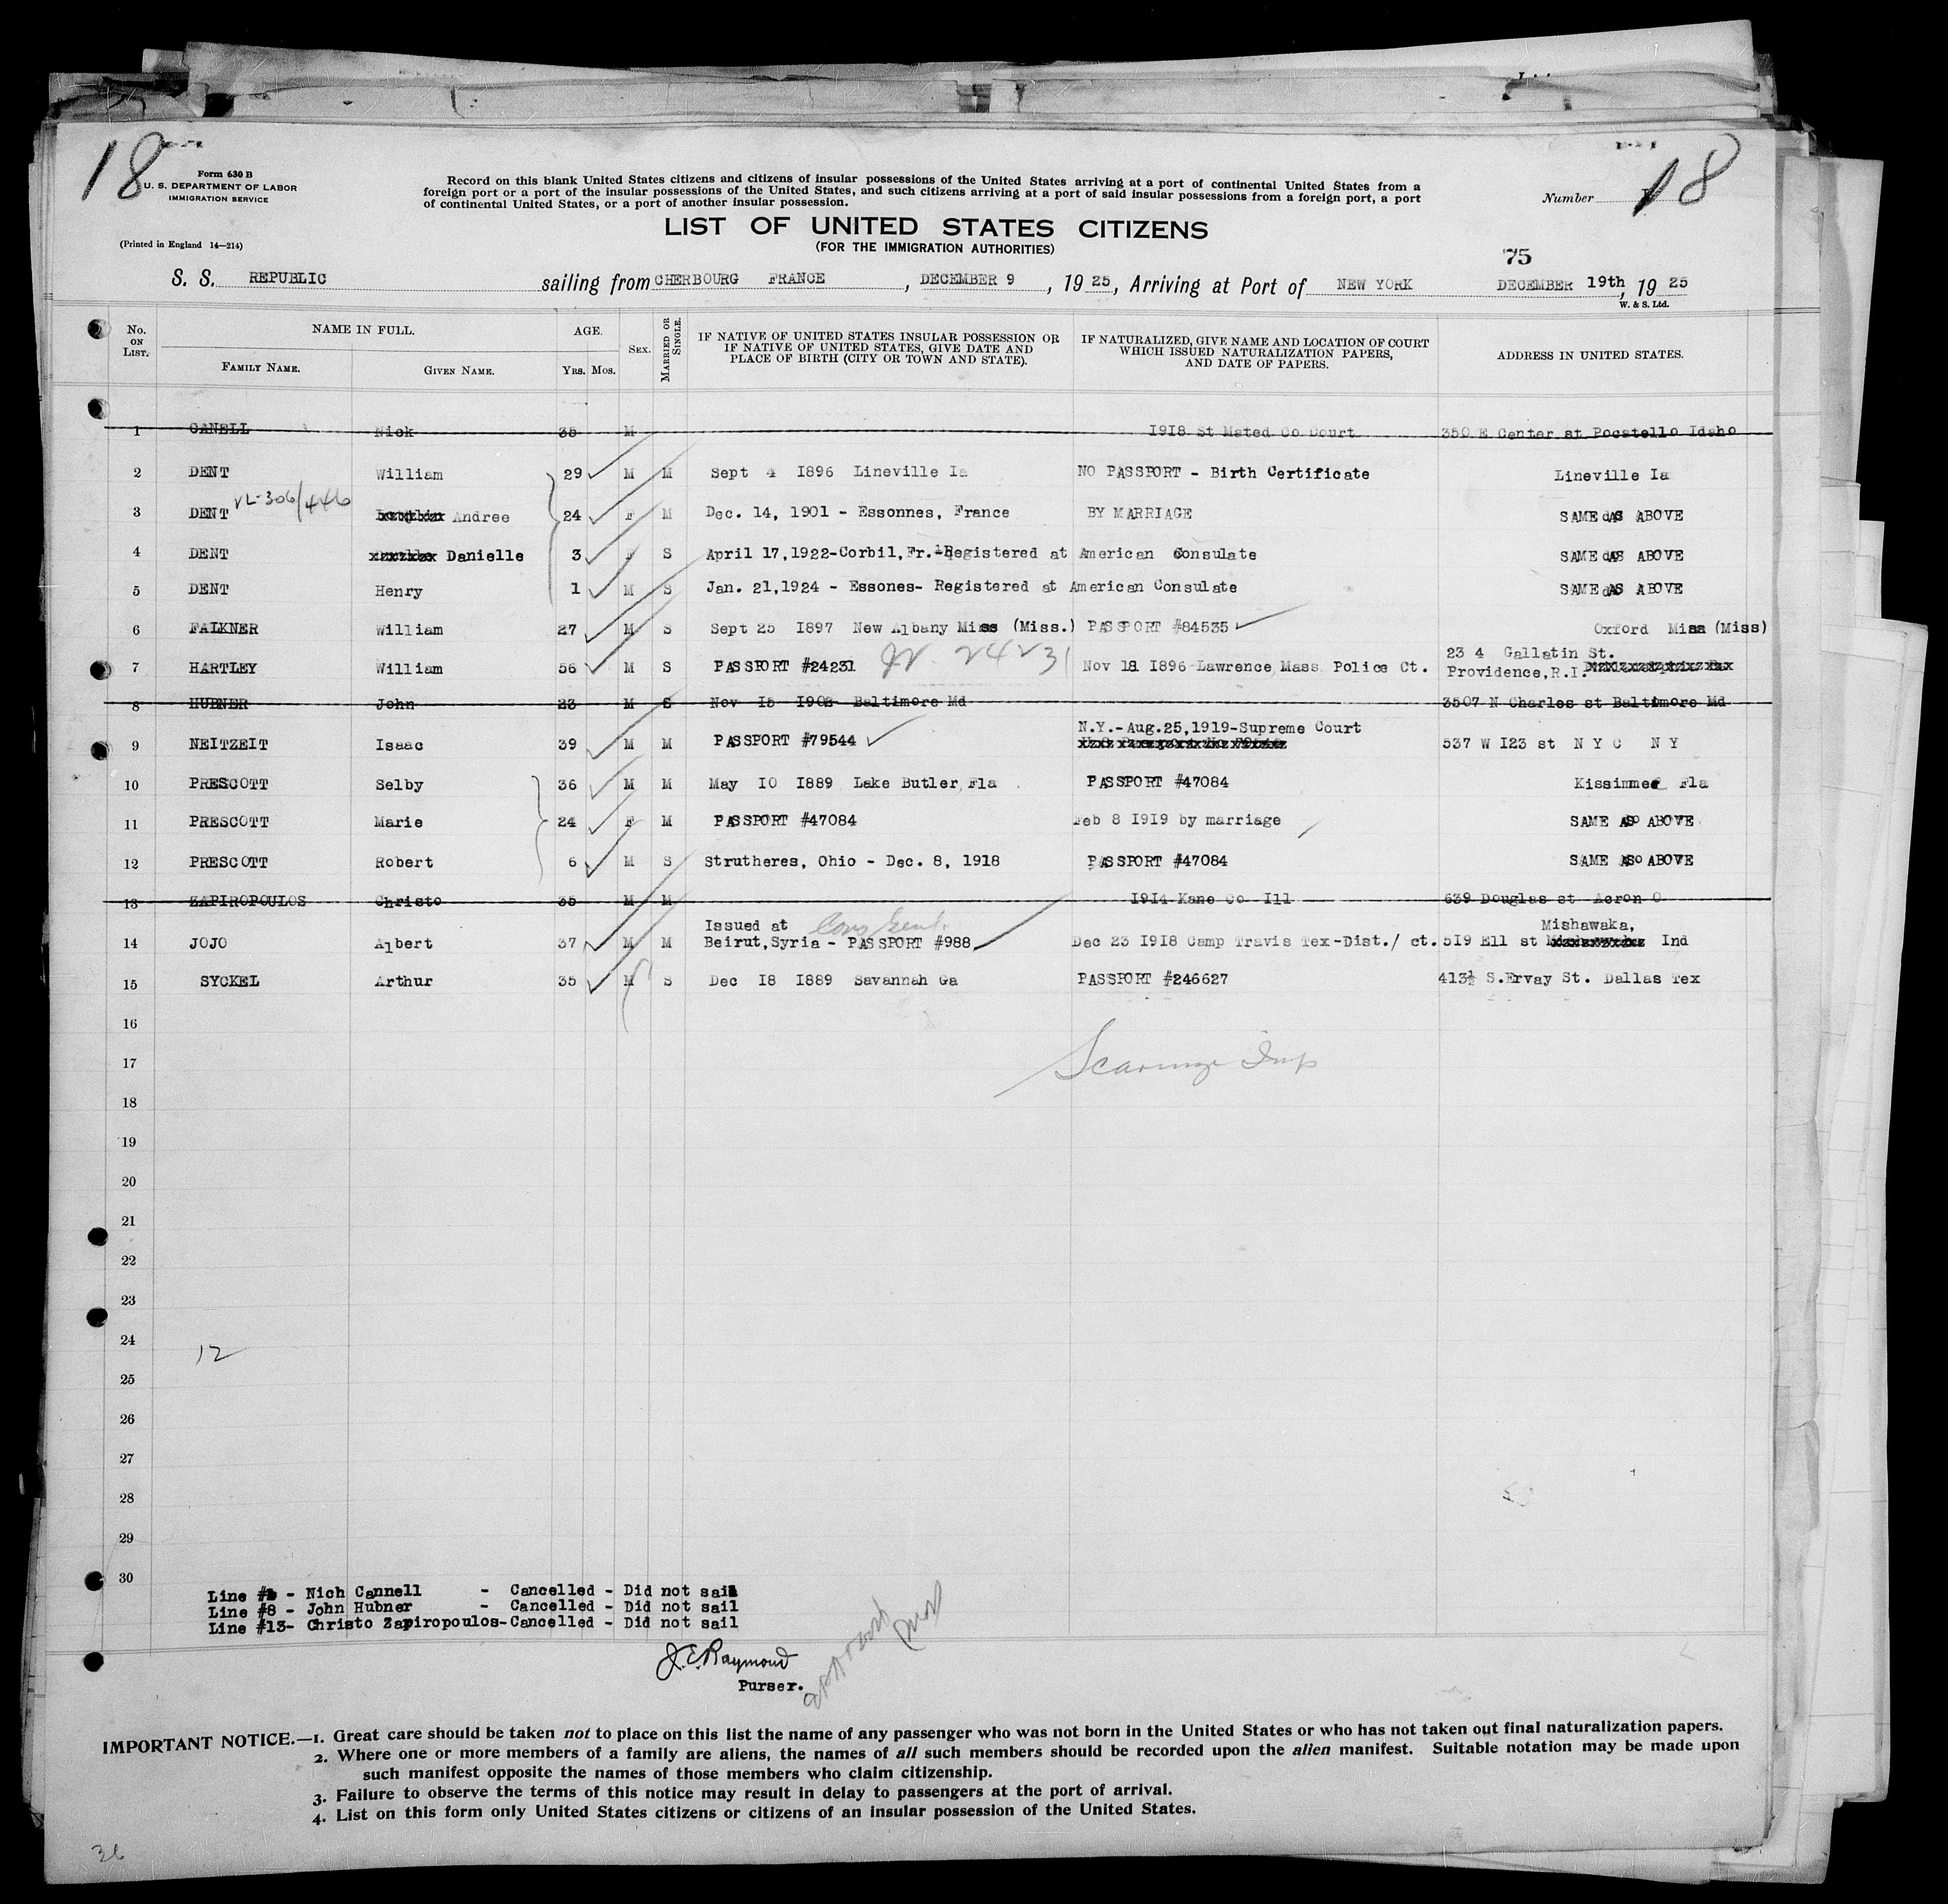 18
18
Form 630 B
U. S. DEPARTMENT OF LABOR
IMMIGRATION SERVICE
(Printed in England 14—214)
Record on this blank United States citizens and citizens of insular possessions of the United States arriving at a port of continental United States from a
foreign port or a port of the insular possessions of the United States, and such citizens arriving at a port of said insular possessions from a foreign port, a port
of continental United States, or a port of another insular possession.
Number
LIST OF UNITED STATES CITIZENS
(FOR THE IMMIGRATION AUTHORITIES)
75
S. S. REPUBLIC sailing from CHERBOURG FRANCE, DECEMBER 9, 19 25, Arriving at Port of NEW YORK DECEMBER 19th, 19 25
W. & S. Ltd.
No. ON LIST. NAME IN FULL. FAMILY NAME. GIVEN NAME. AGE. YRS. MOS. SEX. MARRIED OR SINGLE. IF NATIVE OF UNITED STATES INSULAR POSSESSION OR IF NATIVE OF UNITED STATES, GIVE DATE AND PLACE OF BIRTH (CITY OR TOWN AND STATE). IF NATURALIZED, GIVE NAME AND LOCATION OF COURT WHICH ISSUED NATURALIZATION PAPERS, AND DATE OF PAPERS. ADDRESS IN UNITED STATES.
1 CANELL Nick 35 M 1918 St Mated Co Court 350 E Center st Pocatello Idaho
2 DENT William 29 M M Sept 4 1896 Lineville Ia NO PASSPORT - Birth Certificate Lineville Ia
VL-306/446
3 DENT Andree 24 F M Dec. 14, 1901 - Essonnes, France BY MARRIAGE SAME AS ABOVE
4 DENT Danielle 3 F S April 17,1922-Corbil,Fr.-Registered at American Consulate SAME AS ABOVE
5 DENT Henry 1 M S Jan. 21,1924 - Essones- Registered at American Consulate SAME AS ABOVE
6 FALKNER William 27 M S Sept 25 1897 New Albany Miss (Miss.) PASSPORT #84535 Oxford Miss (Miss)
7 HARTLEY William 56 M S PASSPORT #24231 24231 Nov 18 1896 Lawrence Mass Police Ct. 23 4 Gallatin St.
Providence,R.I.
8 HUBNER John 23 M S Nov 15 1902 Baltimore Md 3507 N Charles st Baltimore Md
9 NEITZEIT Isaac 39 M M PASSPORT #79544 N.Y.-Aug.25,1919-Supreme Court 537 W 123 st N Y C N Y
10 PRESCOTT Selby 36 M M May 10 1889 Lake Butler Fla PASSPORT #47084 Kissimmee Fla
11 PRESCOTT Marie 24 F M PASSPORT #47084 Feb 8 1919 by marriage SAME AS ABOVE
12 PRESCOTT Robert 6 M S Strutheres, Ohio - Dec. 8, 1918 PASSPORT #47084 SAME AS ABOVE
13 ZAPIROPOULOS Christo 35 M M 1914 Kane Co Ill 639 Douglas st Acron O
Issued at Cons Genl. Mishawaka,
14 JOJO Albert 37 M M Beirut,Syria - PASSPORT #988 Dec 23 1918 Camp Travis Tex-Dist./ ct. 519 Ell st Ind
15 SYCKEL Arthur 35 M S Dec 18 1889 Savannah Ga PASSPORT #246627 413½ S.Ervay St. Dallas Tex
16
17
18
19
20
21
22
23
24
12
25
26
27
28
29
30
Line #1 - Nich Cannell - Cancelled - Did not sail
Line #8 - John Hubner - Cancelled - Did not sail
Line #13- Christo Zapiropoulos-Cancelled - Did not sail
J.E.Raymond
Purser.
IMPORTANT NOTICE.—1. Great care should be taken not to place on this list the name of any passenger who was not born in the United States or who has not taken out final naturalization papers.
2. Where one or more members of a family are aliens, the names of all such members should be recorded upon the alien manifest. Suitable notation may be made upon
such manifest opposite the names of those members who claim citizenship.
3. Failure to observe the terms of this notice may result in delay to passengers at the port of arrival.
4. List on this form only United States citizens or citizens of an insular possession of the United States.
36